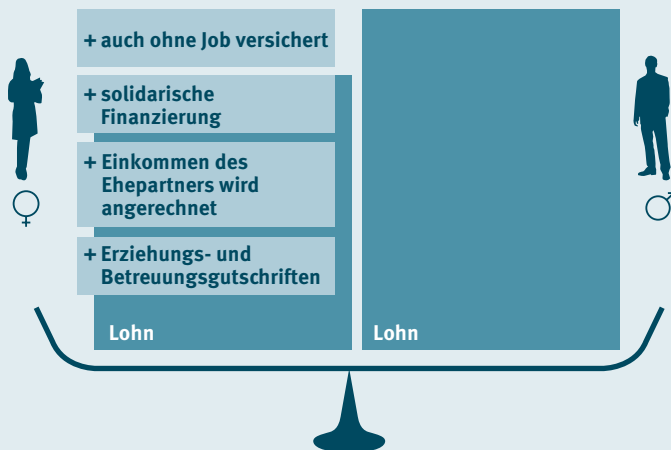 + auch ohne Job versichert
+ solidarische
Finanzierung
+ Einkommen des
Ehepartners wird
angerechnet
+ Erziehungs- und
Betreuungsgutschriften
Lohn
Lohn